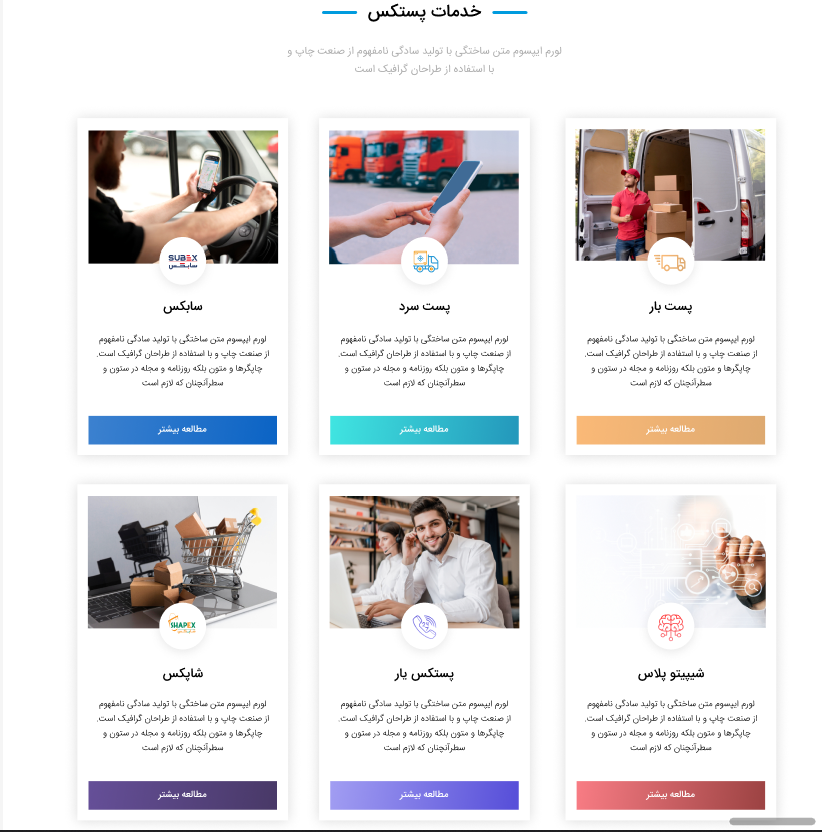 خدمات پستکس
لورم ایپسوم متن ساختگی با تولید سادگی نامفهوم از صنعت چاپ و
با استفاده از طراحان گرافیک است
پست بار
لورم ایپسوم متن ساختگی با تولید سادگی نامفهوم
از صنعت چاپ و با استفاده از طراحان گرافیک است.
چاپگرها و متون بلکه روزنامه و مجله در ستون و
سطرآنچنان که لازم است
مطالعه بیشتر
پست سرد
لورم ایپسوم متن ساختگی با تولید سادگی نامفهوم
از صنعت چاپ و با استفاده از طراحان گرافیک است.
چاپگرها و متون بلکه روزنامه و مجله در ستون و
سطرآنچنان که لازم است
مطالعه بیشتر
SUBEX
سابکس
سابکس
لورم ایپسوم متن ساختگی با تولید سادگی نامفهوم
از صنعت چاپ و با استفاده از طراحان گرافیک است.
چاپگرها و متون بلکه روزنامه و مجله در ستون و
سطرآنچنان که لازم است
مطالعه بیشتر
شیپیتو پلاس
لورم ایپسوم متن ساختگی با تولید سادگی نامفهوم
از صنعت چاپ و با استفاده از طراحان گرافیک است.
چاپگرها و متون بلکه روزنامه و مجله در ستون و
سطرآنچنان که لازم است
مطالعه بیشتر
پستکس یار
لورم ایپسوم متن ساختگی با تولید سادگی نامفهوم
از صنعت چاپ و با استفاده از طراحان گرافیک است.
چاپگرها و متون بلکه روزنامه و مجله در ستون و
سطرآنچنان که لازم است
مطالعه بیشتر
SHAPEX
شاپکس
لورم ایپسوم متن ساختگی با تولید سادگی نامفهوم
از صنعت چاپ و با استفاده از طراحان گرافیک است.
چاپگرها و متون بلکه روزنامه و مجله در ستون و
سطرآنچنان که لازم است
مطالعه بیشتر